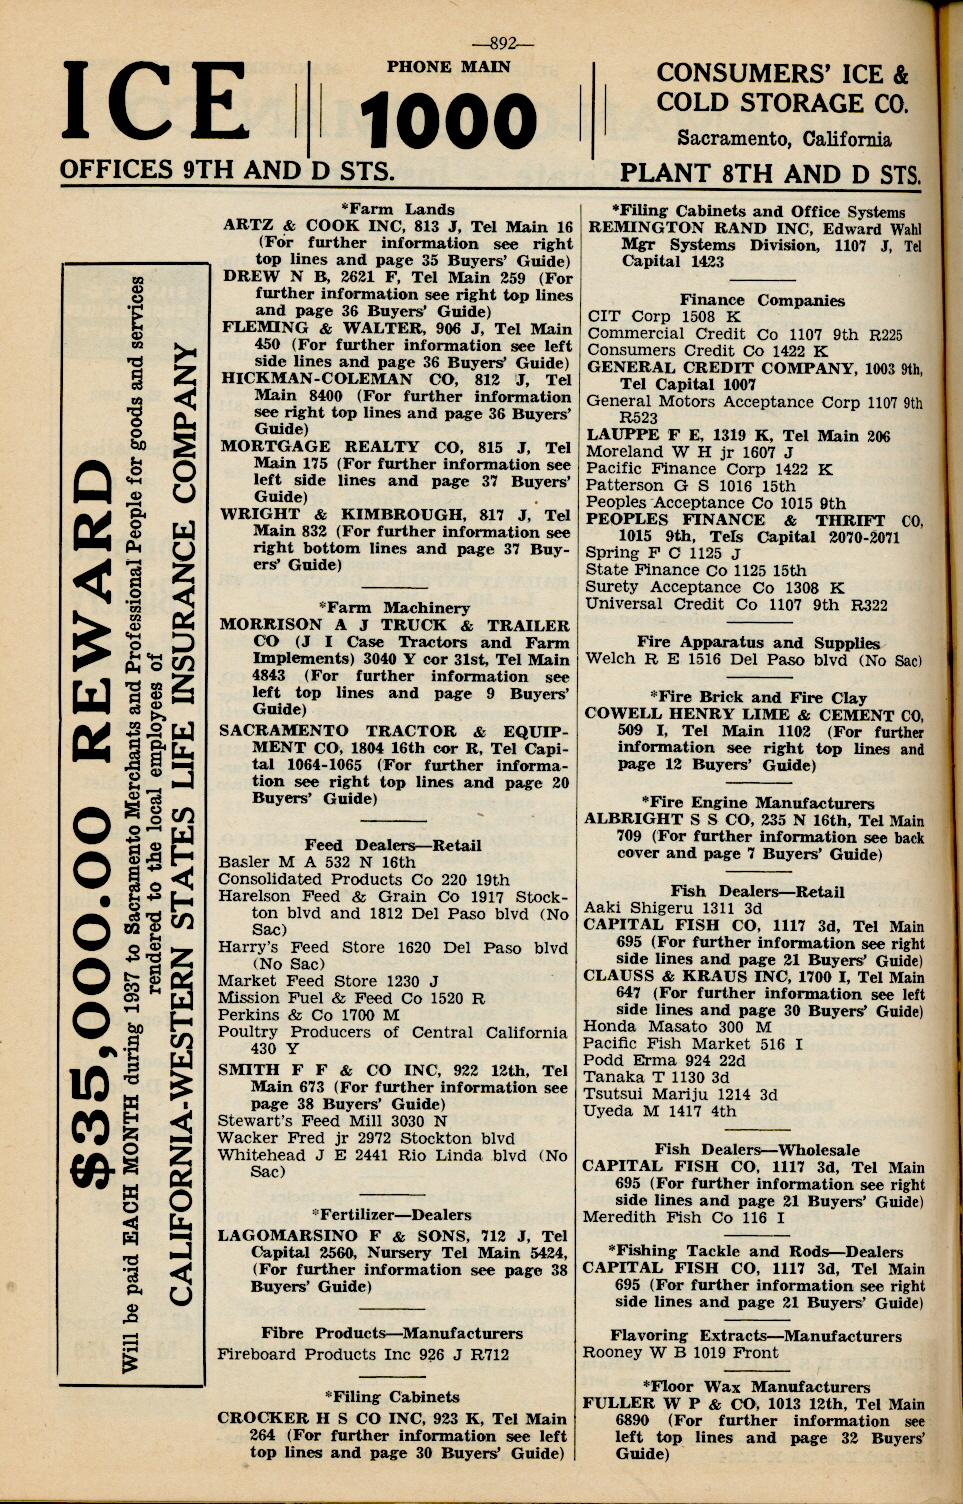 —892—
ICE
PHONE MAIN
1000
CONSUMERS' ICE &
COLD STORAGE CO.
Sacramento, California
OFFICES 9TH AND D STS.
PLANT 8TH AND D STS.
$35,000.00 REWARD
Will be paid EACH MONTH during 1937 to Sacramento Merchants and Professional People for goods and services
rendered to the local employees of
CALIFORNIA-WESTERN STATES LIFE INSURANCE COMPANY
*Farm Lands
ARTZ & COOK INC, 813 J, Tel Main 16
(For further information see right
top lines and page 35 Buyers' Guide)
DREW N B, 2621 F, Tel Main 259 (For
further information see right top lines
and page 36 Buyers' Guide)
FLEMING & WALTER, 906 J, Tel Main
450 (For further information see left
side lines and page 36 Buyers' Guide)
HICKMAN-COLEMAN CO, 812 J, Tel
Main 8400 (For further information
see right top lines and page 36 Buyers'
Guide)
MORTGAGE REALTY CO, 815 J, Tel
Main 175 (For further information see
left side lines and page 37 Buyers'
Guide)
WRIGHT & KIMBROUGH, 817 J, Tel
Main 832 (For further information see
right bottom lines and page 37 Buy-
ers' Guide)
*Farm Machinery
MORRISON A J TRUCK & TRAILER
CO (J I Case Tractors and Farm
Implements) 3040 Y cor 31st, Tel Main
4843 (For further information see
left top lines and page 9 Buyers'
Guide)
SACRAMENTO TRACTOR & EQUIP-
MENT CO, 1804 16th cor R, Tel Capi-
tal 1064-1065 (For further informa-
tion see right top lines and page 20
Buyers' Guide)
Feed Dealers—Retail
Basler M A 532 N 16th
Consolidated Products Co 220 19th
Harelson Feed & Grain Co 1917 Stock-
ton blvd and 1812 Del Paso blvd (No
Sac)
Harry's Feed Store 1620 Del Paso blvd
(No Sac)
Market Feed Store 1230 J
Mission Fuel & Feed Co 1520 R
Perkins & Co 1700 M
Poultry Producers of Central California
430 Y
SMITH F F & CO INC, 922 12th, Tel
Main 673 (For further information see
page 38 Buyers' Guide)
Stewart's Feed Mill 3030 N
Wacker Fred jr 2972 Stockton blvd
Whitehead J E 2441 Rio Linda blvd (No
Sac)
*Fertilizer—Dealers
LAGOMARSINO F & SONS, 712 J, Tel
Capital 2560, Nursery Tel Main 5424,
(For further information see page 38
Buyers' Guide)
Fibre Products—Manufacturers
Fireboard Products Inc 926 J R712
*Filing Cabinets
CROCKER H S CO INC, 923 K, Tel Main
264 (For further information see left
top lines and page 30 Buyers' Guide)
*Filing Cabinets and Office Systems
REMINGTON RAND INC, Edward Wahl
Mgr Systems Division, 1107 J, Tel
Capital 1423
Finance Companies
CIT Corp 1508 K
Commercial Credit Co 1107 9th R225
Consumers Credit Co 1422 K
GENERAL CREDIT COMPANY, 1003 9th,
Tel Capital 1007
General Motors Acceptance Corp 1107 9th
R523
LAUPPE F E, 1319 K, Tel Main 206
Moreland W H jr 1607 J
Pacific Finance Corp 1422 K
Patterson G S 1016 15th
Peoples Acceptance Co 1015 9th
PEOPLES FINANCE & THRIFT CO,
1015 9th, Tels Capital 2070-2071
Spring F C 1125 J
State Finance Co 1125 15th
Surety Acceptance Co 1308 K
Universal Credit Co 1107 9th R322
Fire Apparatus and Supplies
Welch R E 1516 Del Paso blvd (No Sac)
*Fire Brick and Fire Clay
COWELL HENRY LIME & CEMENT CO,
509 I, Tel Main 1102 (For further
information see right top lines and
page 12 Buyers' Guide)
*Fire Engine Manufacturers
ALBRIGHT S S CO, 235 N 16th, Tel Main
709 (For further information see back
cover and page 7 Buyers' Guide)
Fish Dealers—Retail
Aaki Shigeru 1311 3d
CAPITAL FISH CO, 1117 3d, Tel Main
695 (For further information see right
side lines and page 21 Buyers' Guide)
CLAUSS & KRAUS INC, 1700 I, Tel Main
647 (For further information see left
side lines and page 30 Buyers' Guide)
Honda Masato 300 M
Pacific Fish Market 516 I
Podd Erma 924 22d
Tanaka T 1130 3d
Tsutsui Mariju 1214 3d
Uyeda M 1417 4th
Fish Dealers—Wholesale
CAPITAL FISH CO, 1117 3d, Tel Main
695 (For further information see right
side lines and page 21 Buyers' Guide)
Meredith Fish Co 116 I
*Fishing Tackle and Rods—Dealers
CAPITAL FISH CO, 1117 3d, Tel Main
695 (For further information see right
side lines and page 21 Buyers' Guide)
Flavoring Extracts—Manufacturers
Rooney W B 1019 Front
*Floor Wax Manufacturers
FULLER W P & CO, 1013 12th, Tel Main
6890 (For further information see
left top lines and page 32 Buyers'
Guide)